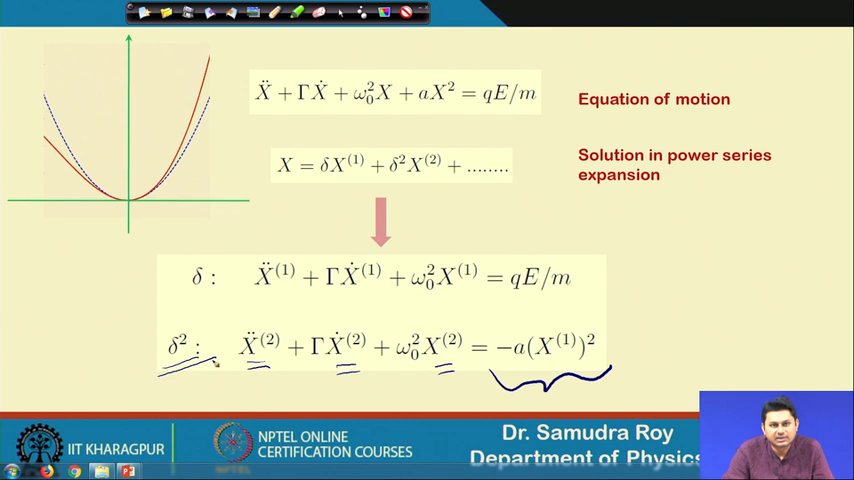 Ẍ + ΓẊ + ω₀²X + aX² = qE/m
Equation of motion
X = δX⁽¹⁾ + δ²X⁽²⁾ + ........
Solution in power series
expansion
δ : Ẍ⁽¹⁾ + ΓẊ⁽¹⁾ + ω₀²X⁽¹⁾ = qE/m
δ² : Ẍ⁽²⁾ + ΓẊ⁽²⁾ + ω₀²X⁽²⁾ = −a(X⁽¹⁾)²
IIT KHARAGPUR
NPTEL ONLINE
CERTIFICATION COURSES
Dr. Samudra Roy
Department of Physics